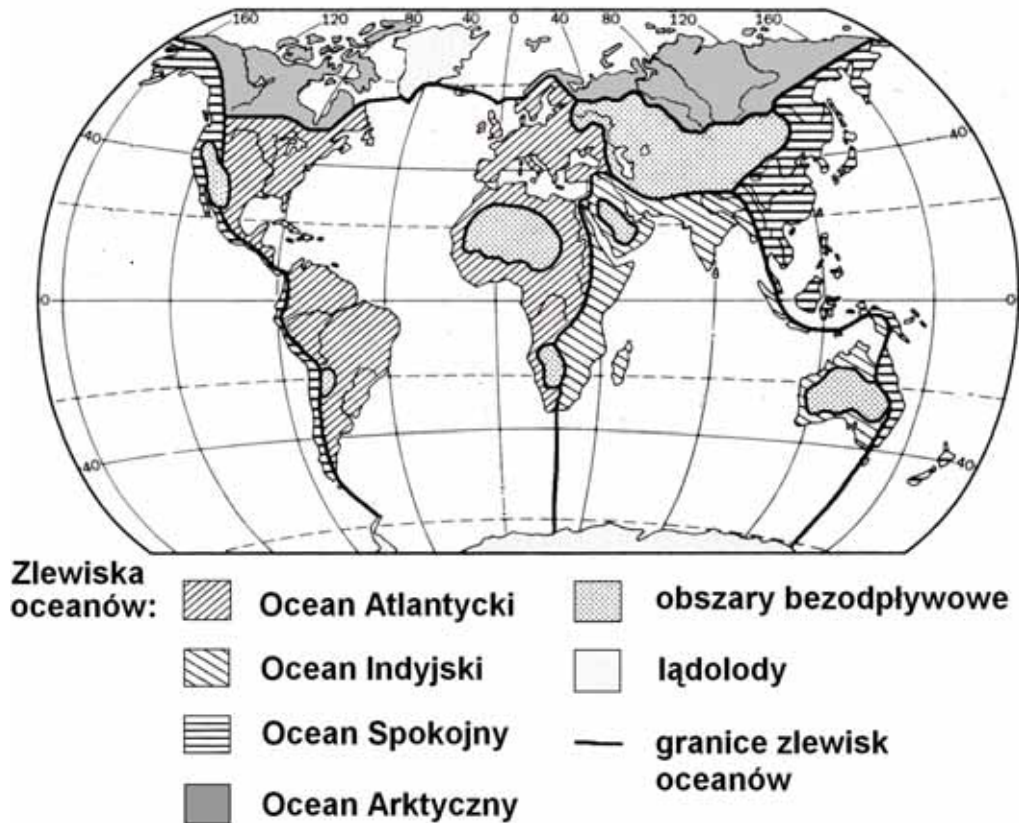 160 120 80 40 0 40 80 120 160
40 40
0 0
40 40
Zlewiska
oceanów:
Ocean Atlantycki
Ocean Indyjski
Ocean Spokojny
Ocean Arktyczny
obszary bezodpływowe
lądolody
granice zlewisk
oceanów